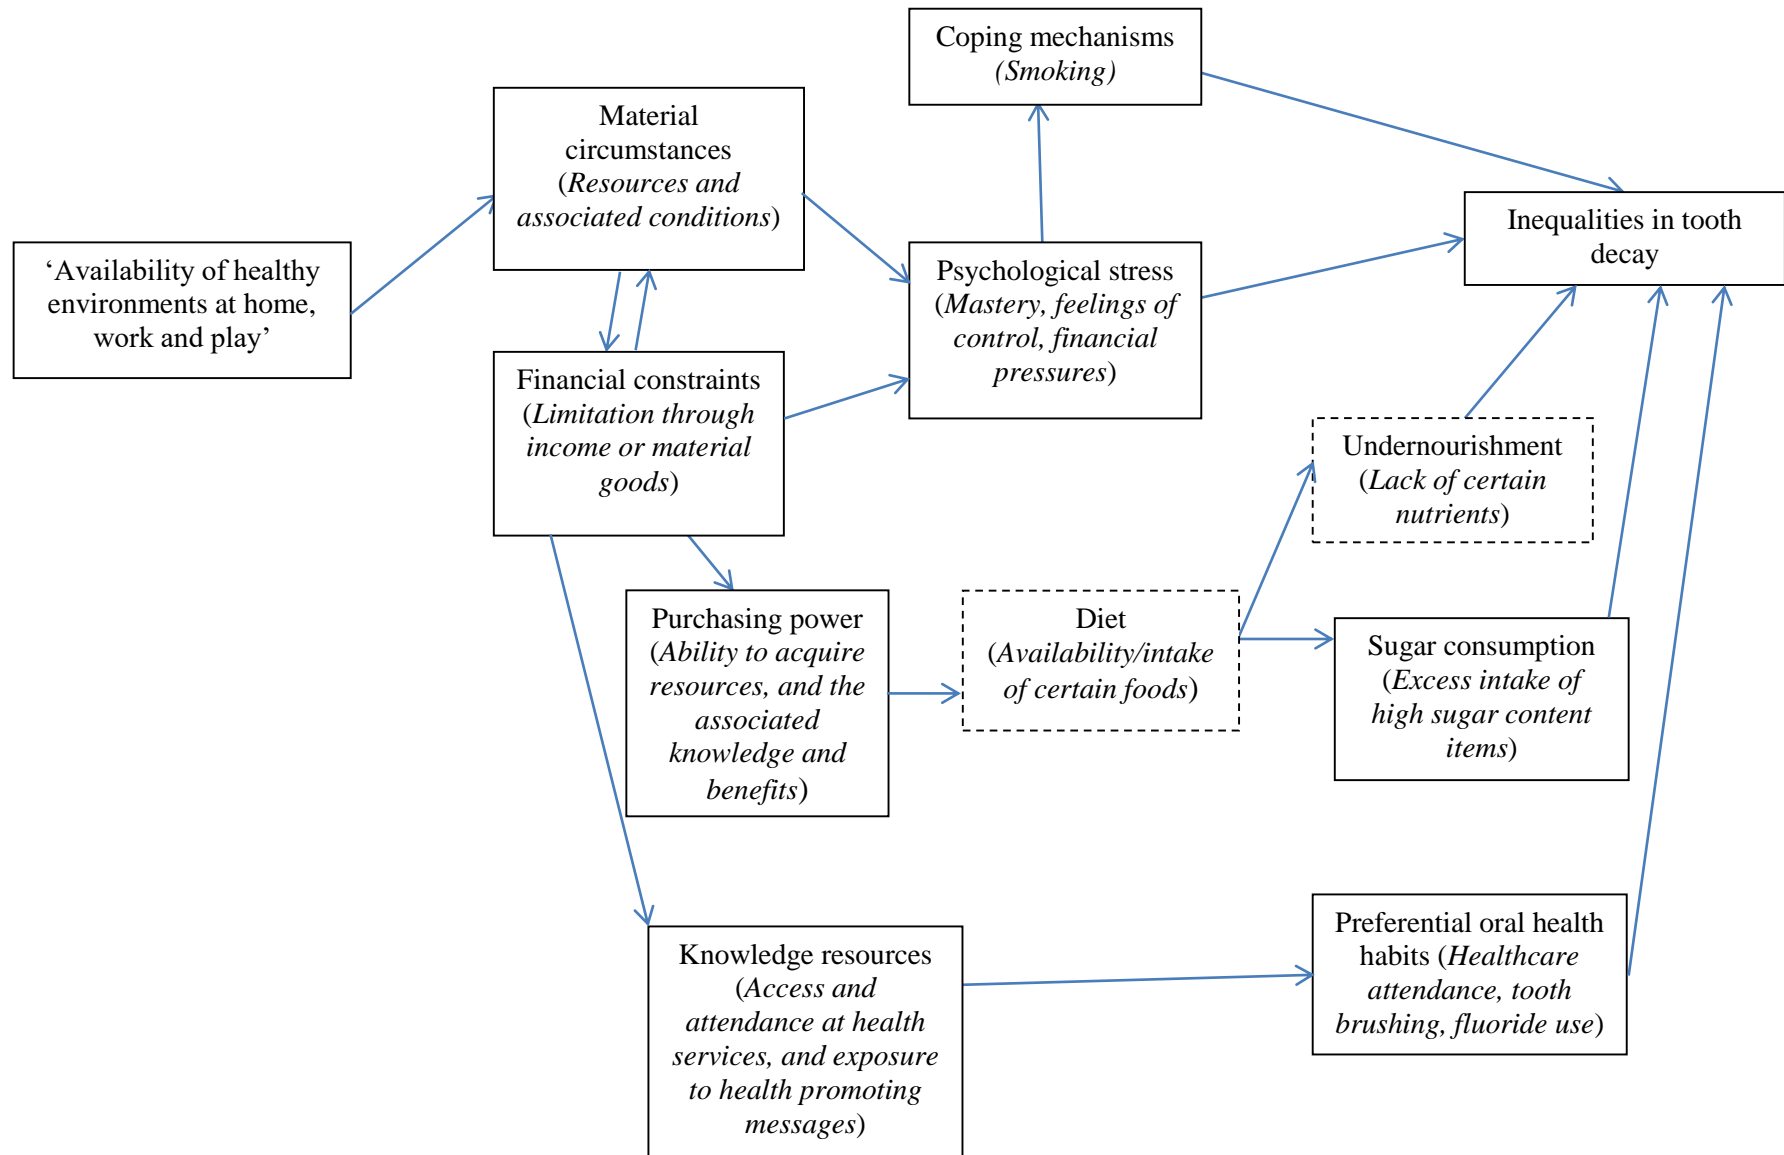 Coping mechanisms
(Smoking)
Material
circumstances
(Resources and
associated conditions)
Inequalities in tooth
decay
‘Availability of healthy
environments at home,
work and play’
Psychological stress
(Mastery, feelings of
control, financial
pressures)
Financial constraints
(Limitation through
income or material
goods)
Undernourishment
(Lack of certain
nutrients)
Purchasing power
(Ability to acquire
resources, and the
associated
knowledge and
benefits)
Diet
(Availability/intake
of certain foods)
Sugar consumption
(Excess intake of
high sugar content
items)
Knowledge resources
(Access and
attendance at health
services, and exposure
to health promoting
messages)
Preferential oral health
habits (Healthcare
attendance, tooth
brushing, fluoride use)